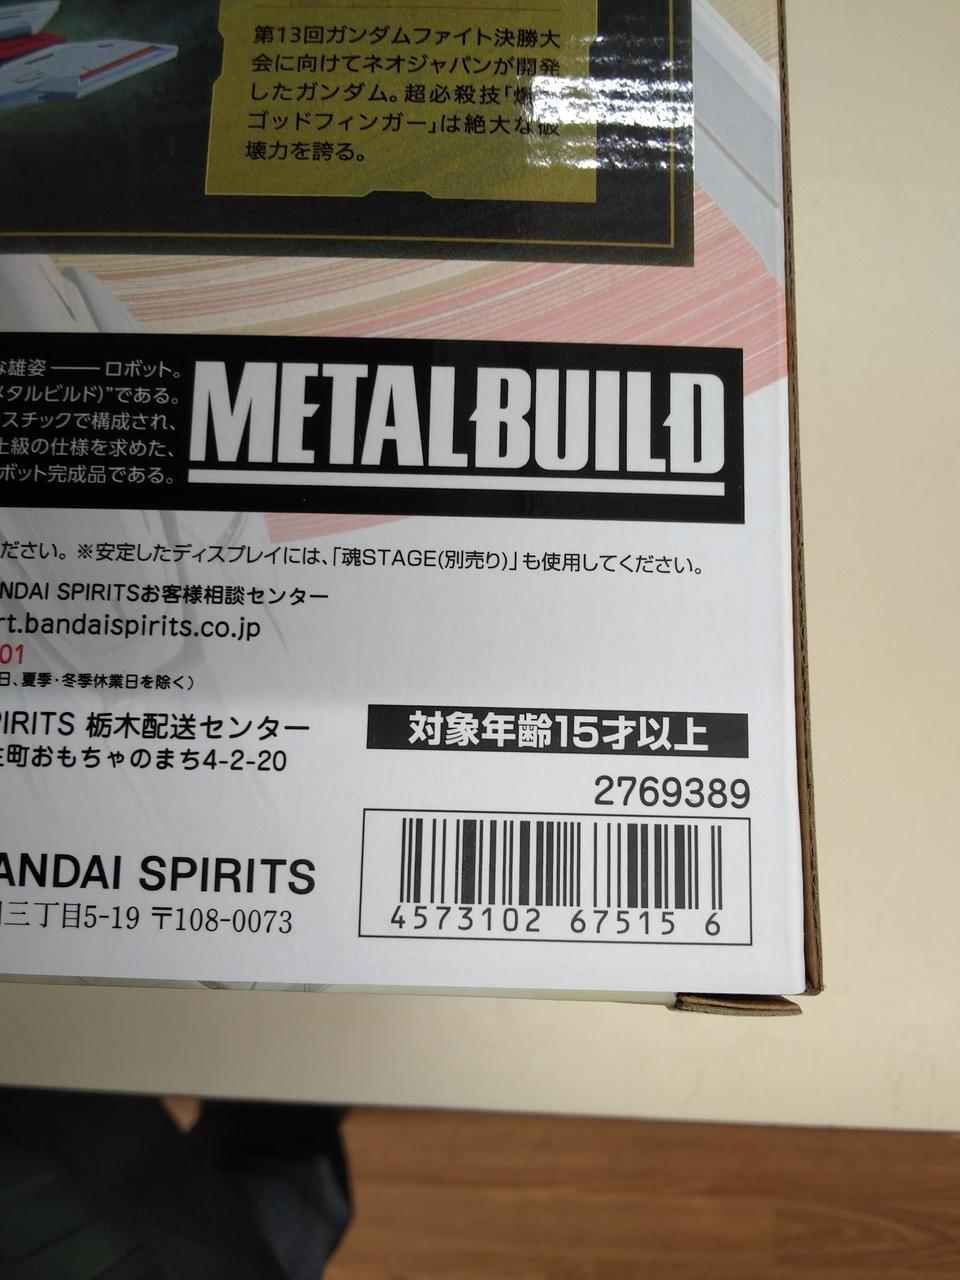 第13回ガンダムファイト決勝大
会に向けてネオジャパンが開発
したガンダム。超必殺技「爆
ゴッドフィンガー」は絶大な破
壊力を誇る。
な雄姿――ロボット。
メタルビルド)”である。
スチックで構成され、
上級の仕様を求めた、
ボット完成品である。
METALBUILD
ださい。※安定したディスプレイには、「魂STAGE(別売り)」も使用してください。
NDAI SPIRITSお客様相談センター
rt.bandaispirits.co.jp
01
日、夏季・冬季休業日を除く)
PIRITS 栃木配送センター
生町おもちゃのまち4-2-20
対象年齢15才以上
2769389
ANDAI SPIRITS
三丁目5-19 〒108-0073
4573102 67515 6